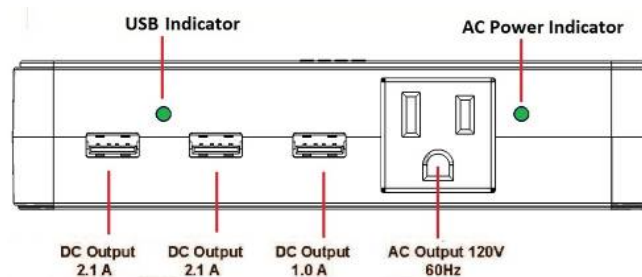 USB Indicator
AC Power Indicator
DC Output
2.1 A
DC Output
2.1 A
DC Output
1.0 A
AC Output 120V
60Hz